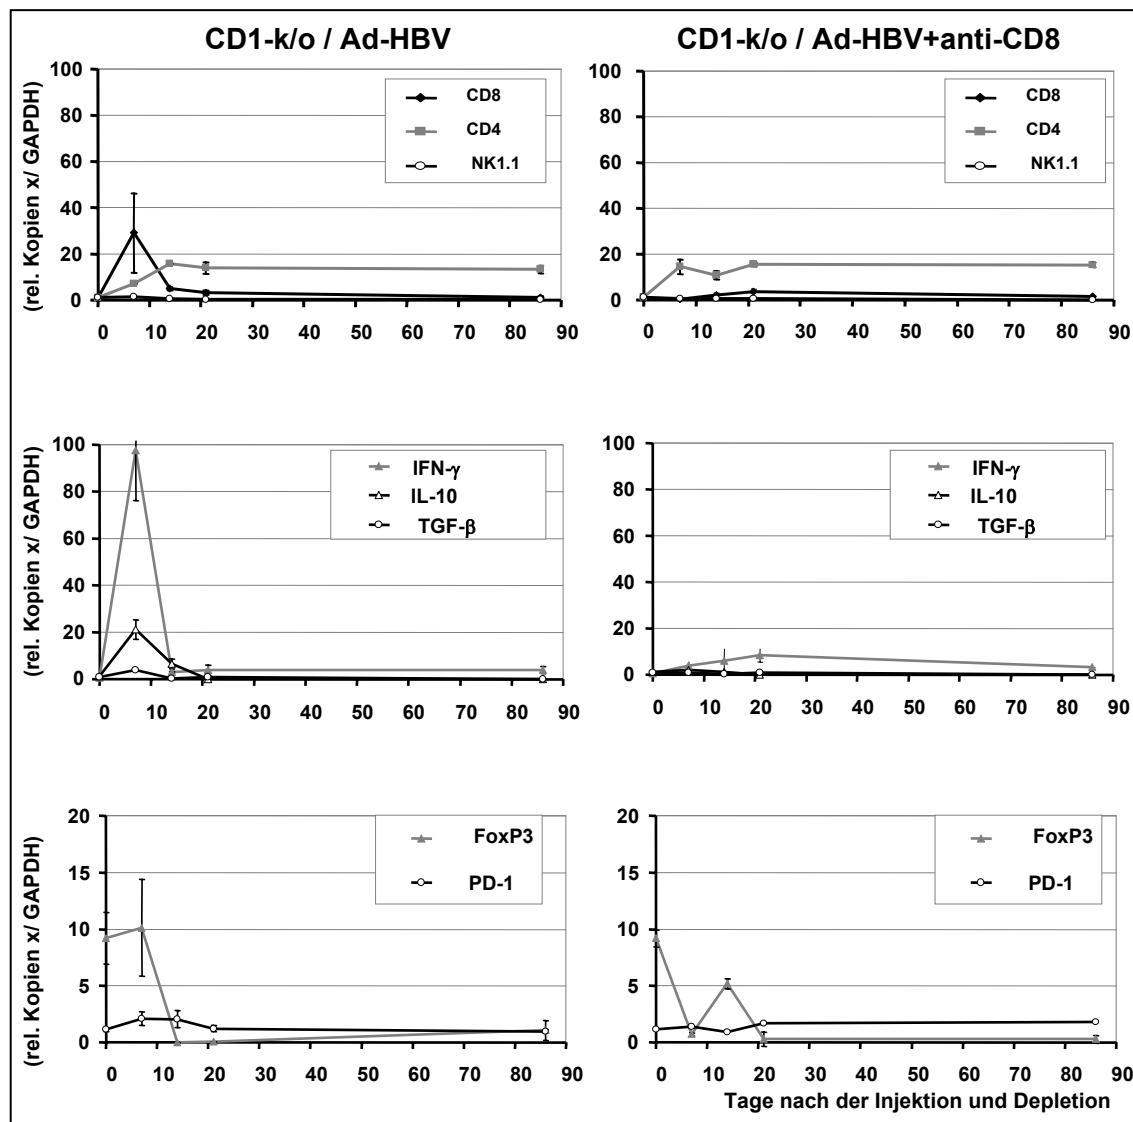 CD1-k/o / Ad-HBV
CD1-k/o / Ad-HBV+anti-CD8
(rel. Kopien x/ GAPDH)
100
80
60
40
20
0
CD8
CD4
NK1.1
0 10 20 30 40 50 60 70 80 90
100
80
60
40
20
0
CD8
CD4
NK1.1
0 10 20 30 40 50 60 70 80 90
(rel. Kopien x/ GAPDH)
100
80
60
40
20
0
IFN-γ
IL-10
TGF-β
0 10 20 30 40 50 60 70 80 90
100
80
60
40
20
0
IFN-γ
IL-10
TGF-β
0 10 20 30 40 50 60 70 80 90
(rel. Kopien x/ GAPDH)
20
15
10
5
0
FoxP3
PD-1
0 10 20 30 40 50 60 70 80 90
20
15
10
5
0
FoxP3
PD-1
0 10 20 30 40 50 60 70 80 90
Tage nach der Injektion und Depletion